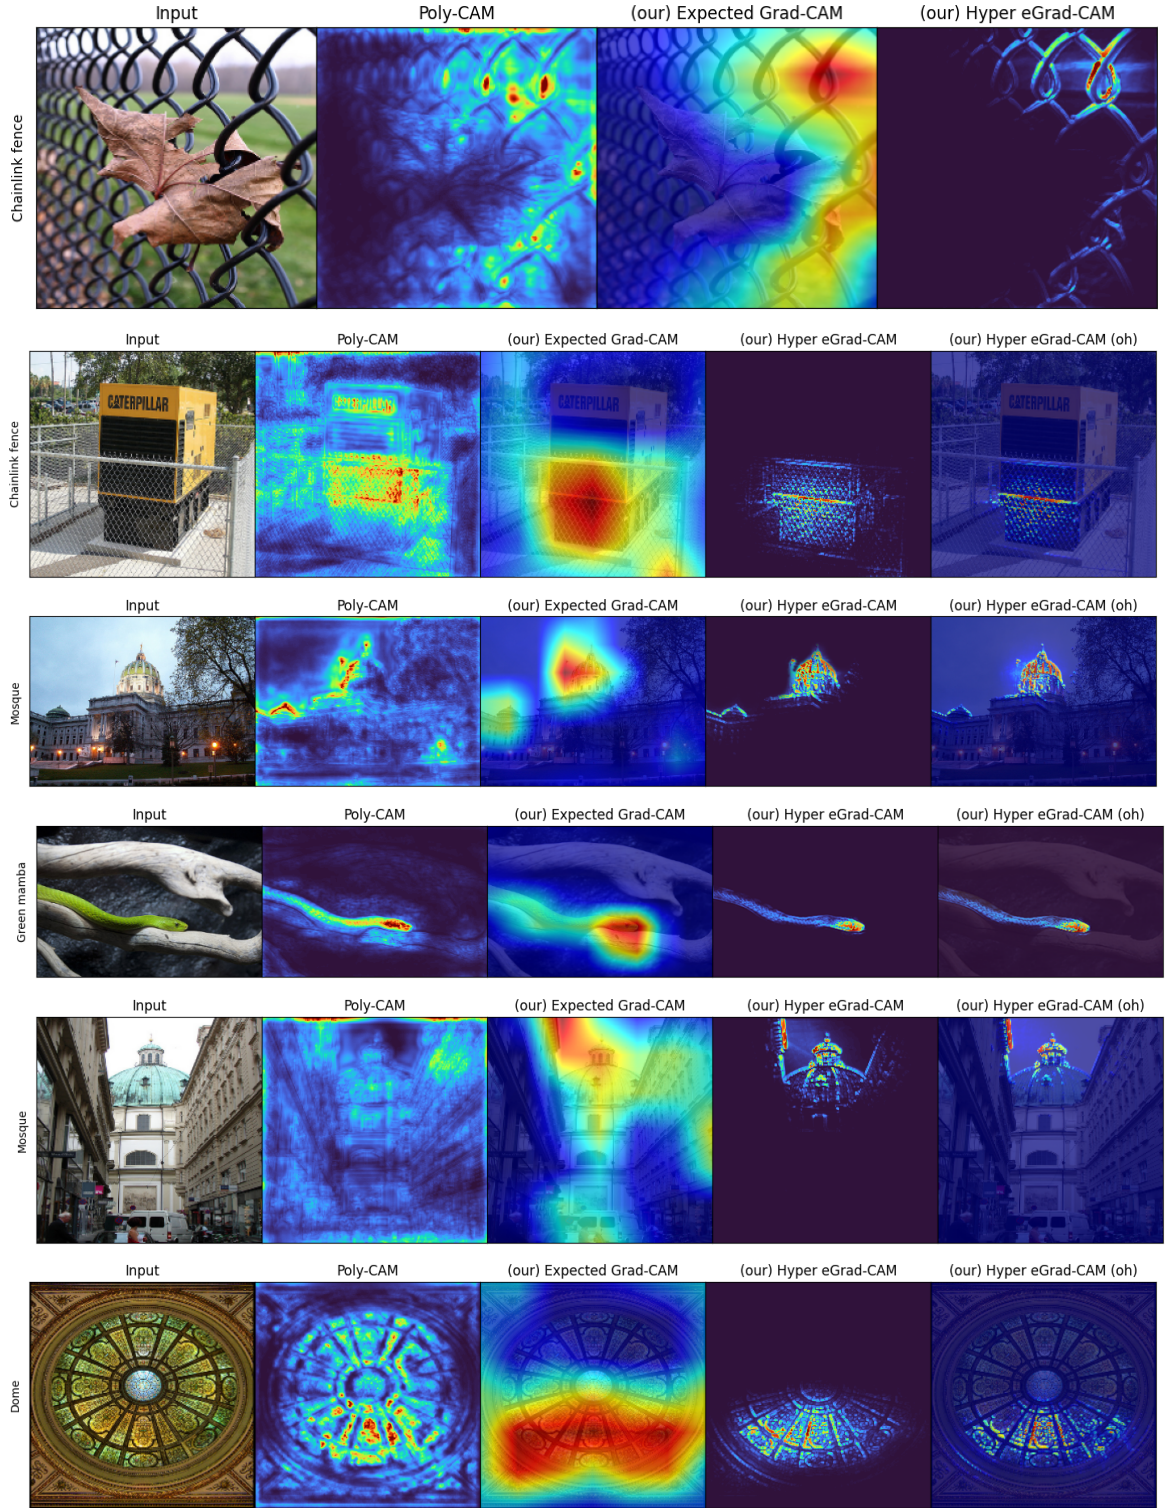 Input Poly-CAM (our) Expected Grad-CAM (our) Hyper eGrad-CAM
Chainlink fence
Input Poly-CAM (our) Expected Grad-CAM (our) Hyper eGrad-CAM (our) Hyper eGrad-CAM (oh)
Chainlink fence
CATERPILLAR CATERPILLAR CATERPILLAR CATERPILLAR
Input Poly-CAM (our) Expected Grad-CAM (our) Hyper eGrad-CAM (our) Hyper eGrad-CAM (oh)
Mosque
Input Poly-CAM (our) Expected Grad-CAM (our) Hyper eGrad-CAM (our) Hyper eGrad-CAM (oh)
Green mamba
Input Poly-CAM (our) Expected Grad-CAM (our) Hyper eGrad-CAM (our) Hyper eGrad-CAM (oh)
Mosque
Input Poly-CAM (our) Expected Grad-CAM (our) Hyper eGrad-CAM (our) Hyper eGrad-CAM (oh)
Dome